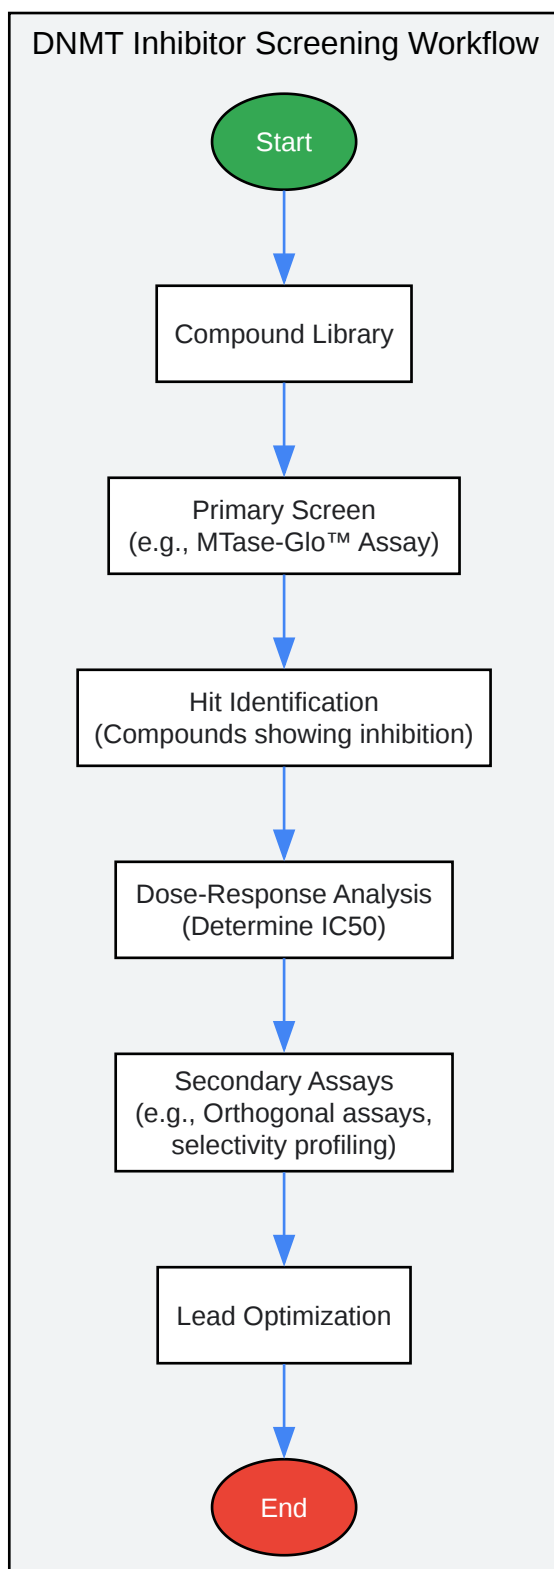 DNMT Inhibitor Screening Workflow
Start
Compound Library
Primary Screen
(e.g., MTase-Glo™ Assay)
Hit Identification
(Compounds showing inhibition)
Dose-Response Analysis
(Determine IC50)
Secondary Assays
(e.g., Orthogonal assays,
selectivity profiling)
Lead Optimization
End